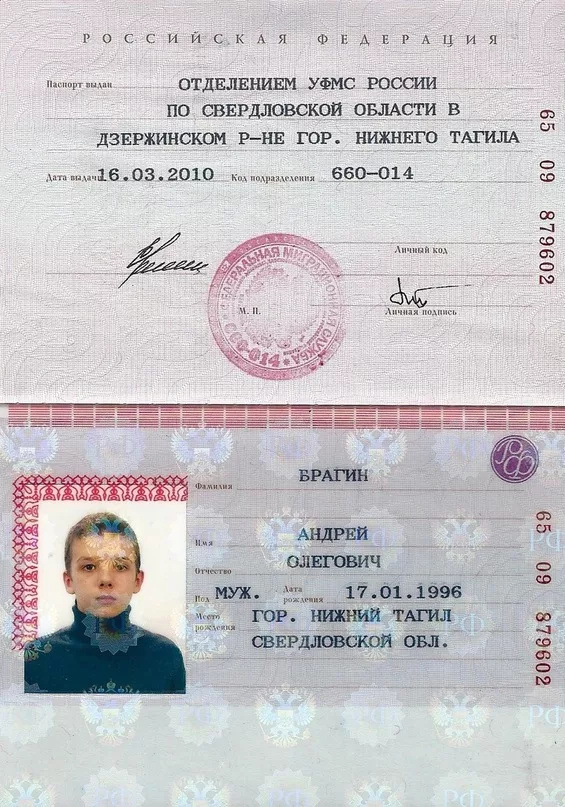 РОССИЙСКАЯ ФЕДЕРАЦИЯ
Паспорт выдан ОТДЕЛЕНИЕМ УФМС РОССИИ
ПО СВЕРДЛОВСКОЙ ОБЛАСТИ В
ДЗЕРЖИНСКОМ Р-НЕ ГОР. НИЖНЕГО ТАГИЛА
Дата выдачи 16.03.2010 Код подразделения 660-014
65 09 879602
Личный код
М. П.
Личная подпись
ФЕДЕРАЛЬНАЯ МИГРАЦИОННАЯ СЛУЖБА
660-014
РФ
Фамилия БРАГИН
Имя АНДРЕЙ
Отчество ОЛЕГОВИЧ
Пол МУЖ. Дата рождения 17.01.1996
Место рождения ГОР. НИЖНИЙ ТАГИЛ
СВЕРДЛОВСКОЙ ОБЛ.
65 09 879602